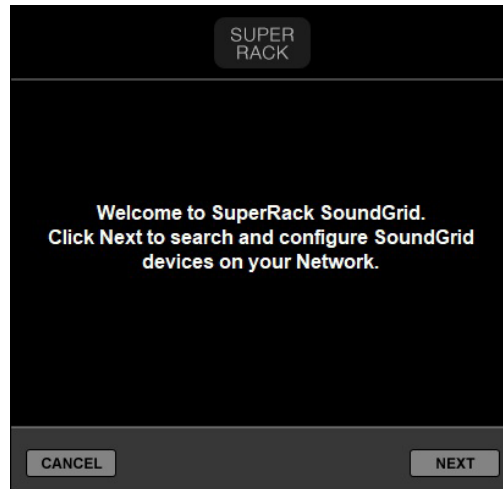 SUPER
RACK
Welcome to SuperRack SoundGrid.
Click Next to search and configure SoundGrid
devices on your Network.
CANCEL
NEXT